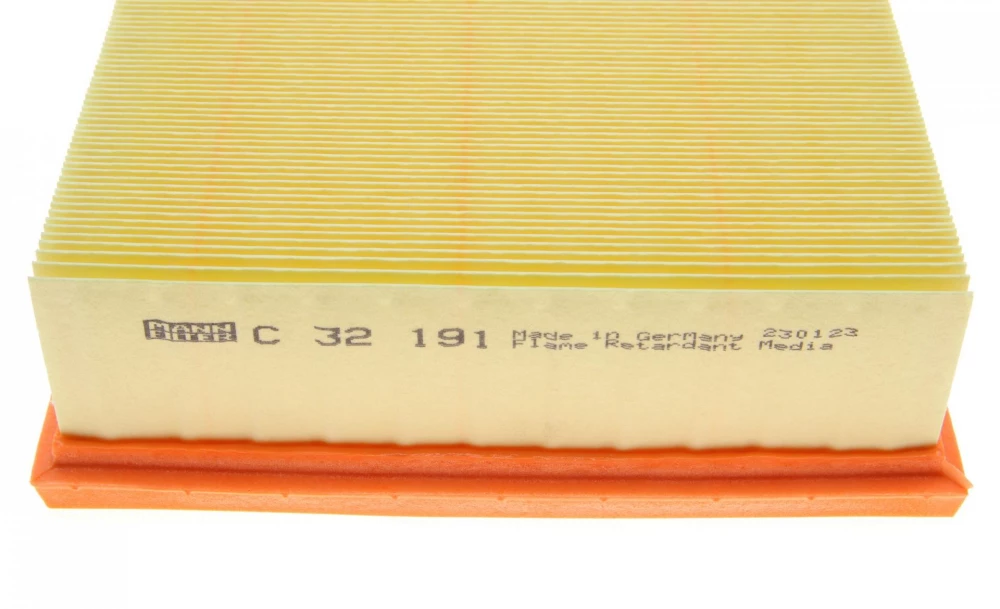 MANN
FILTER
C 32 191
Made in Germany 230123
Flame Retardant Media